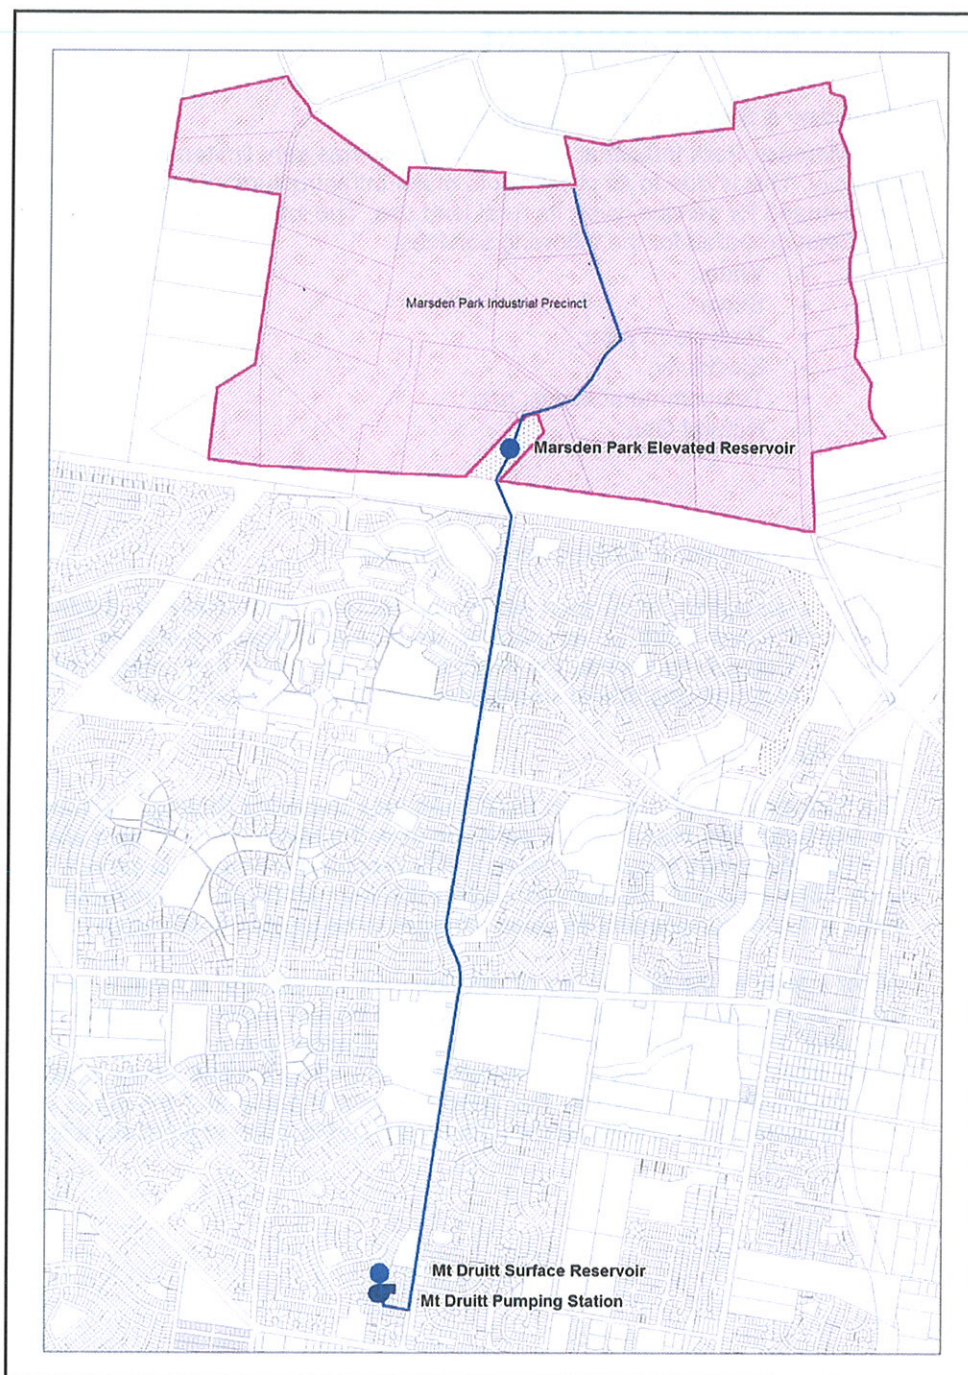 Marsden Park Industrial Precinct
Marsden Park Elevated Reservoir
Mt Druitt Surface Reservoir
Mt Druitt Pumping Station